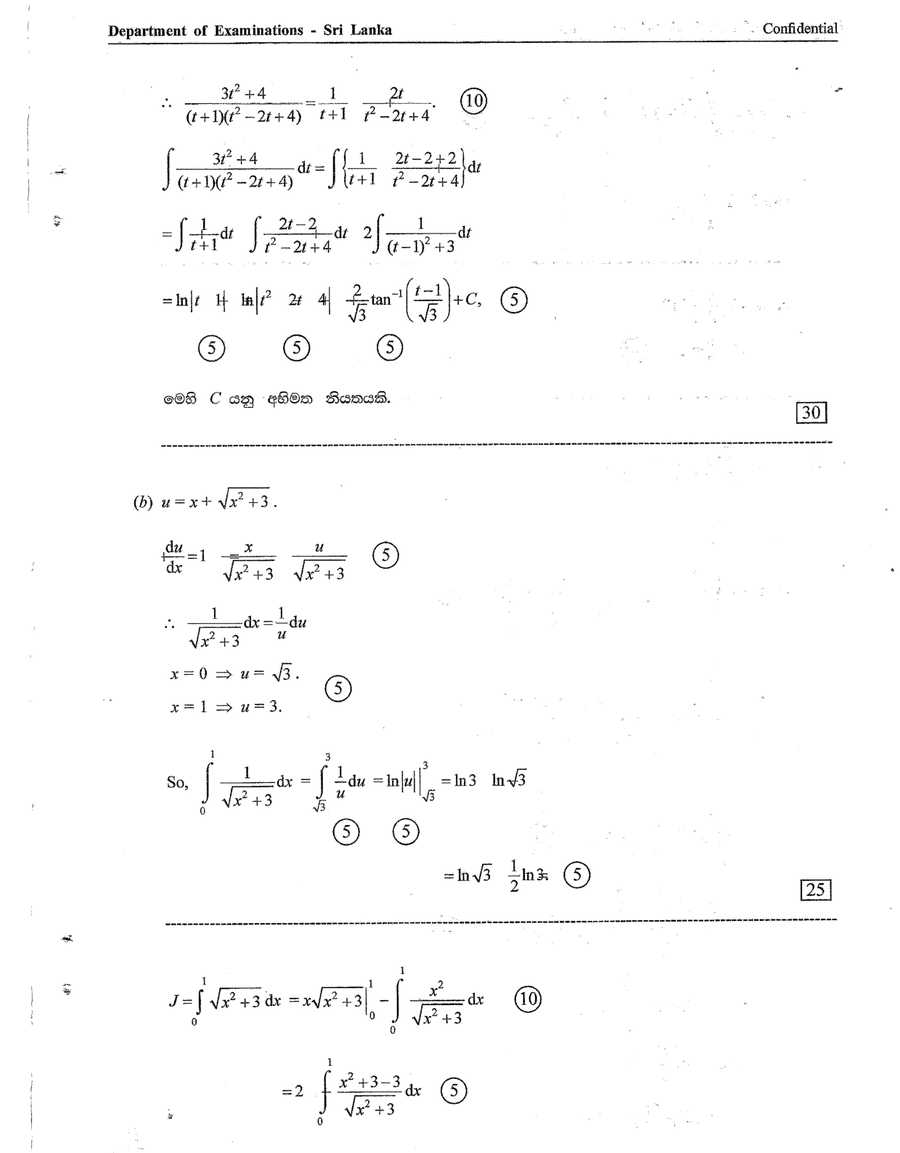 Department of Examinations - Sri Lanka Confidential
∴ (3t² + 4)/((t + 1)(t² − 2t + 4)) = 1/(t + 1) + 2t/(t² − 2t + 4). (10)
∫ (3t² + 4)/((t + 1)(t² − 2t + 4)) dt = ∫ {1/(t + 1) + (2t − 2 + 2)/(t² − 2t + 4)} dt
= ∫ 1/(t + 1) dt + ∫ (2t − 2)/(t² − 2t + 4) dt 2∫ 1/((t − 1)² + 3) dt
= ln|t + 1| + ln|t² 2t 4| + 2/√3 tan⁻¹((t − 1)/√3) + C, (5)
(5) (5) (5)
මෙහි C යනු අභිමත නියතයකි.
30
(b) u = x + √(x² + 3).
du/dx = 1 + x/√(x² + 3) = u/√(x² + 3) (5)
∴ 1/√(x² + 3) dx = 1/u du
x = 0 ⇒ u = √3.
(5)
x = 1 ⇒ u = 3.
So, ∫₀¹ 1/√(x² + 3) dx = ∫_√3^3 1/u du = ln|u| |_√3^3 = ln3 ln√3
(5) (5)
= ln√3 1/2 ln3 (5)
25
J = ∫₀¹ √(x² + 3) dx = x√(x² + 3)|₀¹ − ∫₀¹ x²/√(x² + 3) dx (10)
= 2 − ∫₀¹ (x² + 3 − 3)/√(x² + 3) dx (5)